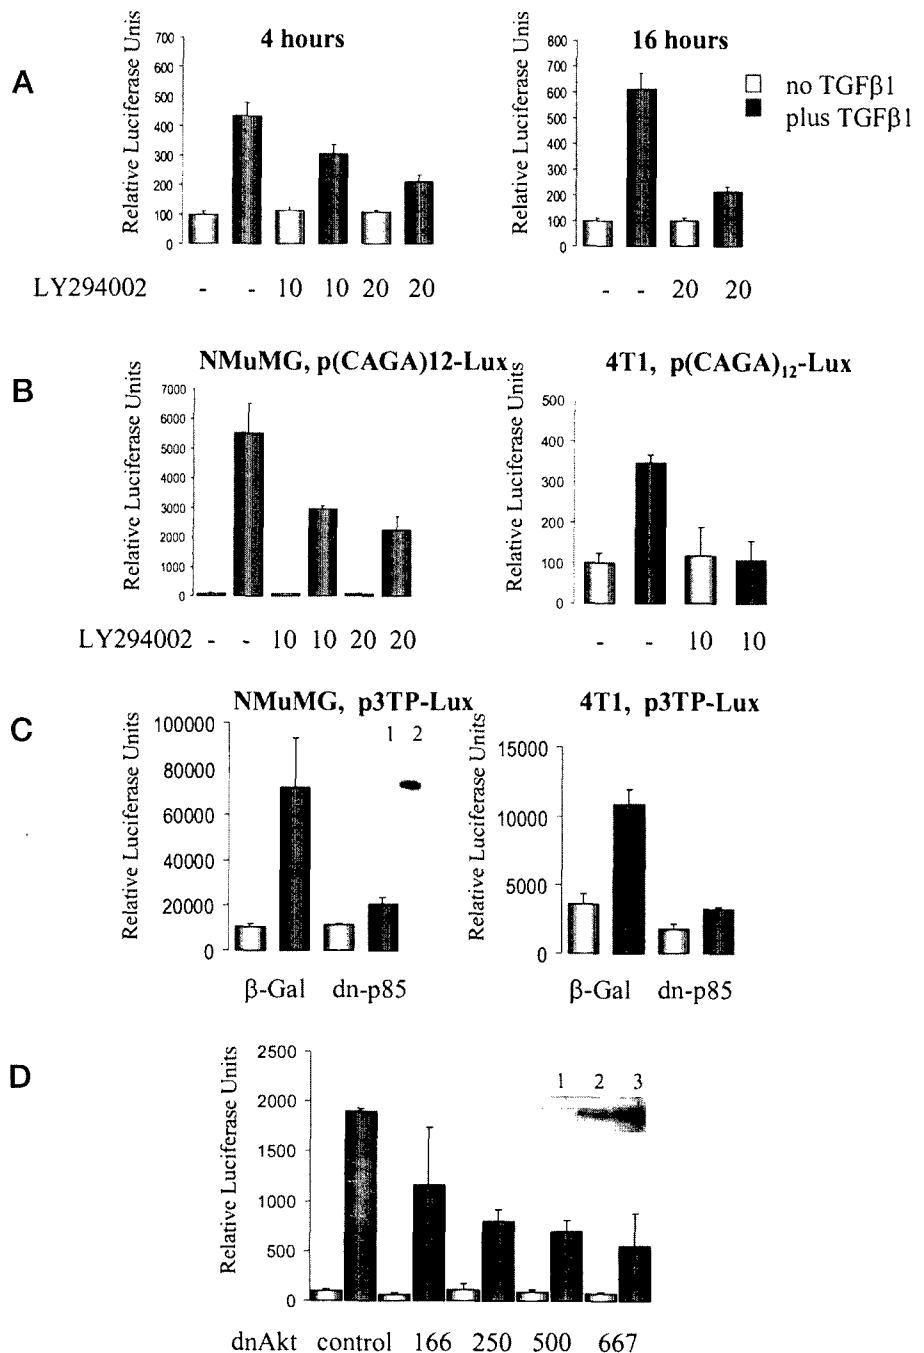 A
4 hours
Relative Luciferase Unis
700
600
500
400
300
200
100
0
16 hours
Relative Luciferase Units
800
700
600
500
400
300
200
100
0
no TGFβ1
plus TGFβ1
LY294002 - - 10 10 20 20
- - 20 20
B
NMuMG, p(CAGA)12-Lux
Relative Luciferase Units
7000
6000
5000
4000
3000
2000
1000
0
4T1, p(CAGA)12-Lux
Relative Luciferase Units
500
400
300
200
100
0
LY294002 - - 10 10 20 20
- - 10 10
C
NMuMG, p3TP-Lux
Relative Luciferase Units
100000
80000
60000
40000
20000
0
1 2
β-Gal dn-p85
4T1, p3TP-Lux
Relative Luciferase Units
15000
10000
5000
0
β-Gal dn-p85
D
Relative Luciferase Units
2500
2000
1500
1000
500
0
1 2 3
dnAkt control 166 250 500 667